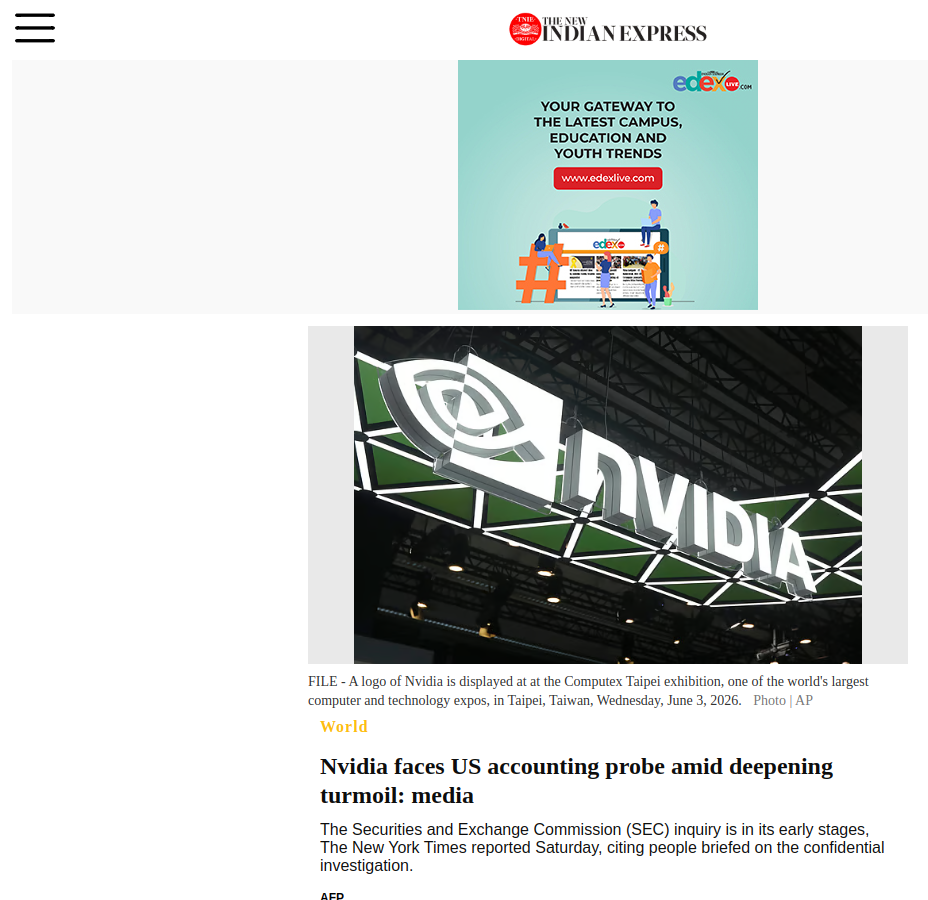 TNIE
DIGITAL
THE NEW
INDIAN EXPRESS
edex LIVE .COM
YOUR GATEWAY TO
THE LATEST CAMPUS,
EDUCATION AND
YOUTH TRENDS
www.edexlive.com
edex
#
#
nVIDIA
FILE - A logo of Nvidia is displayed at at the Computex Taipei exhibition, one of the world's largest
computer and technology expos, in Taipei, Taiwan, Wednesday, June 3, 2026. Photo | AP
World
Nvidia faces US accounting probe amid deepening
turmoil: media
The Securities and Exchange Commission (SEC) inquiry is in its early stages,
The New York Times reported Saturday, citing people briefed on the confidential
investigation.
AFP